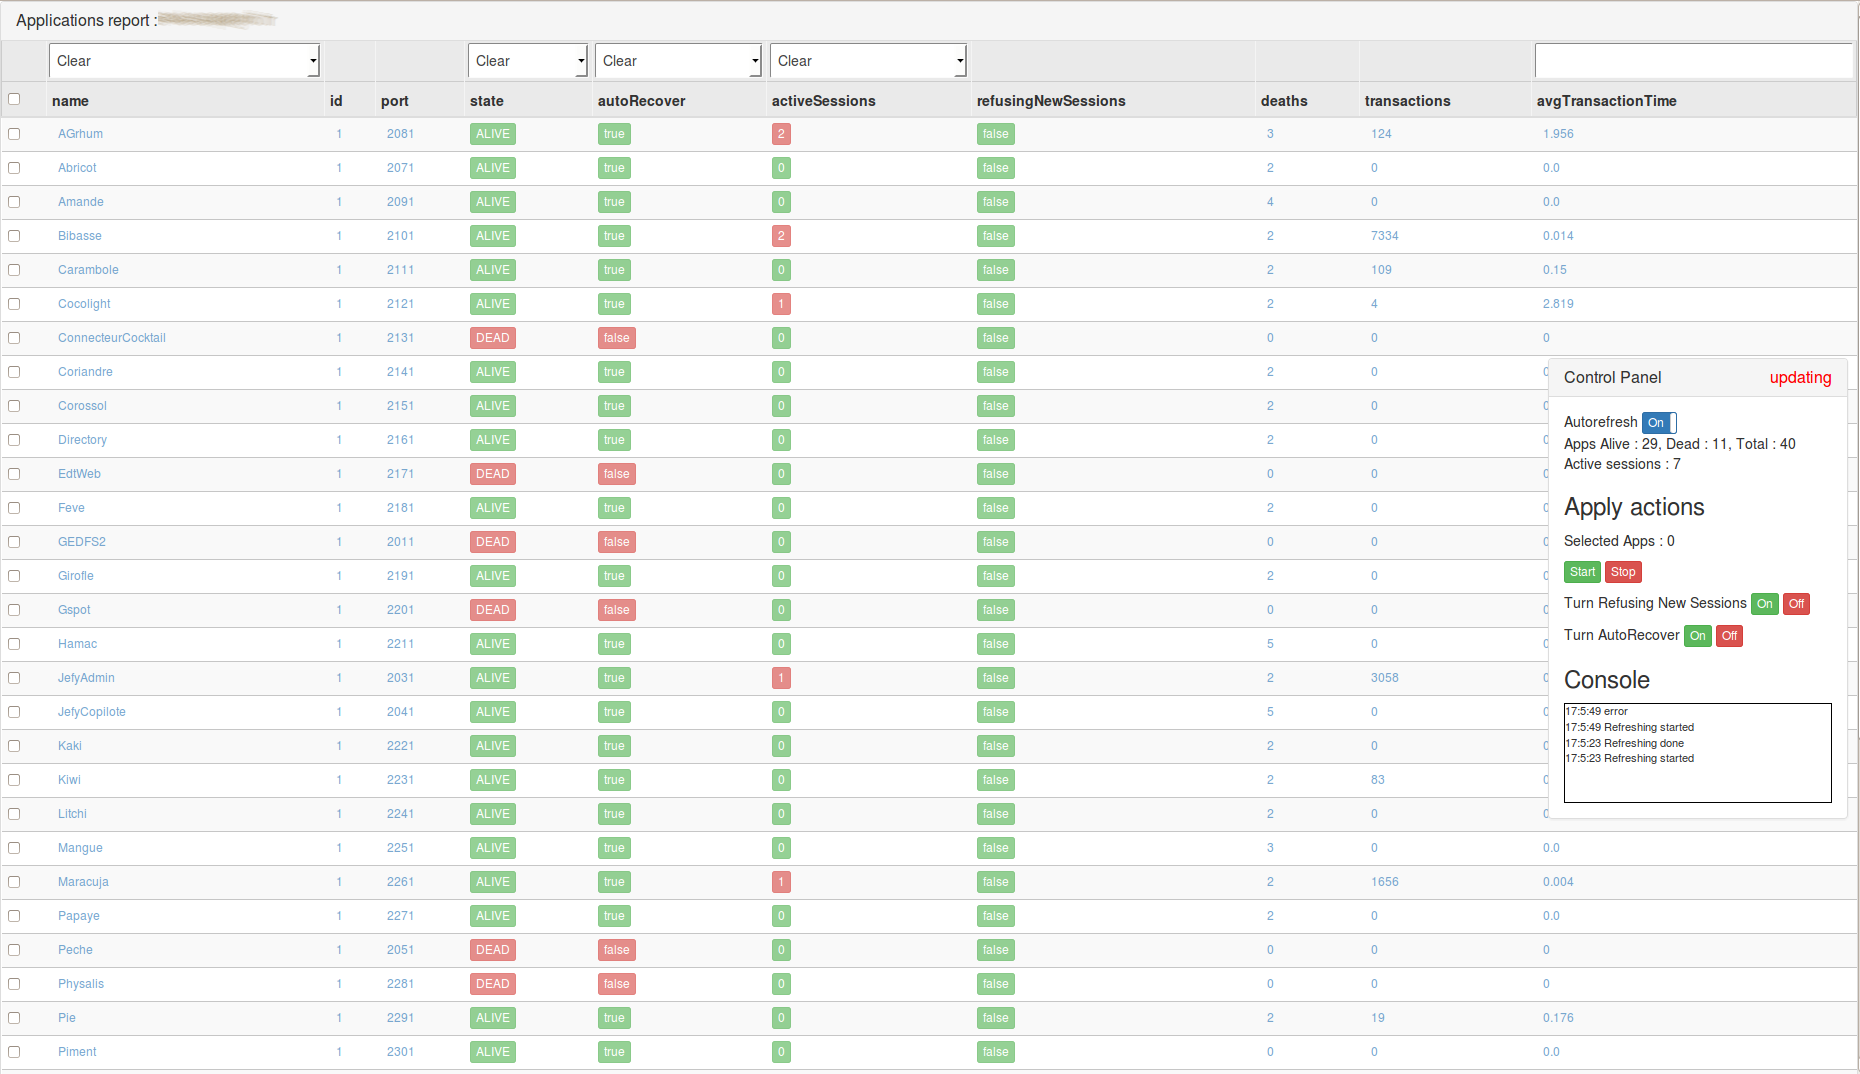 Applications report :
Clear Clear Clear Clear
name id port state autoRecover activeSessions refusingNewSessions deaths transactions avgTransactionTime
AGrhum 1 2081 ALIVE true 2 false 3 124 1.956
Abricot 1 2071 ALIVE true 0 false 2 0 0.0
Amande 1 2091 ALIVE true 0 false 4 0 0.0
Bibasse 1 2101 ALIVE true 2 false 2 7334 0.014
Carambole 1 2111 ALIVE true 0 false 2 109 0.15
Cocolight 1 2121 ALIVE true 1 false 2 4 2.819
ConnecteurCocktail 1 2131 DEAD false 0 false 0 0 0
Coriandre 1 2141 ALIVE true 0 false 2 0
Corossol 1 2151 ALIVE true 0 false 2 0
Directory 1 2161 ALIVE true 0 false 2 0
EdtWeb 1 2171 DEAD false 0 false 0 0
Feve 1 2181 ALIVE true 0 false 2 0
GEDFS2 1 2011 DEAD false 0 false 0 0
Girofle 1 2191 ALIVE true 0 false 2 0
Gspot 1 2201 DEAD false 0 false 0 0
Hamac 1 2211 ALIVE true 0 false 5 0
JefyAdmin 1 2031 ALIVE true 1 false 2 3058
JefyCopilote 1 2041 ALIVE true 0 false 5 0
Kaki 1 2221 ALIVE true 0 false 2 0
Kiwi 1 2231 ALIVE true 0 false 2 83
Litchi 1 2241 ALIVE true 0 false 2 0
Mangue 1 2251 ALIVE true 0 false 3 0 0.0
Maracuja 1 2261 ALIVE true 1 false 2 1656 0.004
Papaye 1 2271 ALIVE true 0 false 2 0 0.0
Peche 1 2051 DEAD false 0 false 0 0 0
Physalis 1 2281 DEAD false 0 false 0 0 0
Pie 1 2291 ALIVE true 0 false 2 19 0.176
Piment 1 2301 ALIVE true 0 false 0 0 0.0
Control Panel updating
Autorefresh On
Apps Alive : 29, Dead : 11, Total : 40
Active sessions : 7
Apply actions
Selected Apps : 0
Start Stop
Turn Refusing New Sessions On Off
Turn AutoRecover On Off
Console
17:5:49 error
17:5:49 Refreshing started
17:5:23 Refreshing done
17:5:23 Refreshing started